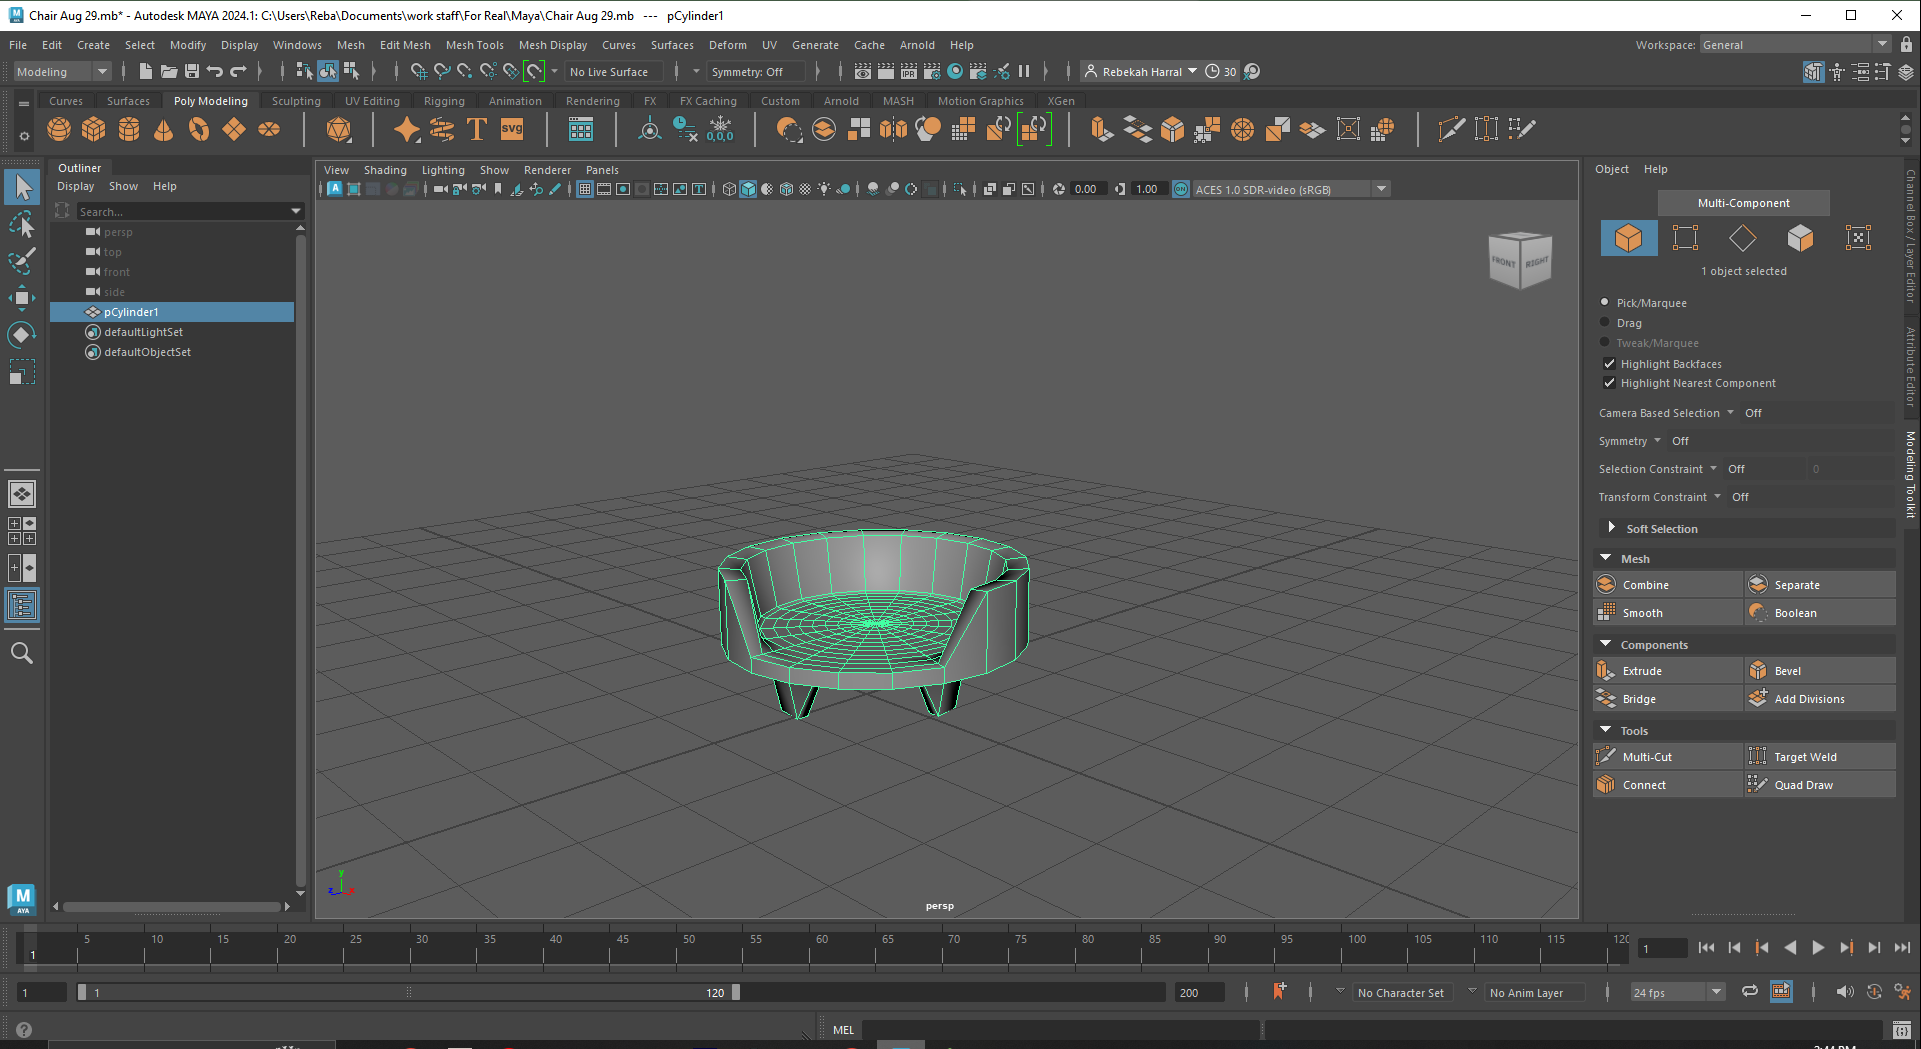 Chair Aug 29.mb* - Autodesk MAYA 2024.1: C:\Users\Reba\Documents\work staff\For Real\Maya\Chair Aug 29.mb --- pCylinder1
File Edit Create Select Modify Display Windows Mesh Edit Mesh Mesh Tools Mesh Display Curves Surfaces Deform UV Generate Cache Arnold Help
Workspace: General
Modeling
No Live Surface
Symmetry: Off
IPR
Rebekah Harral
30
Curves Surfaces Poly Modeling Sculpting UV Editing Rigging Animation Rendering FX FX Caching Custom Arnold MASH Motion Graphics XGen
T
SVG
0,0,0
Outliner
Display Show Help
Search...
persp
top
front
side
pCylinder1
defaultLightSet
defaultObjectSet
View Shading Lighting Show Renderer Panels
0.00
1.00
ON
ACES 1.0 SDR-video (sRGB)
FRONT RIGHT
y
z
x
persp
Object Help
Multi-Component
1 object selected
Pick/Marquee
Drag
Tweak/Marquee
Highlight Backfaces
Highlight Nearest Component
Camera Based Selection Off
Symmetry Off
Selection Constraint Off 0
Transform Constraint Off
Soft Selection
Mesh
Combine Separate
Smooth Boolean
Components
Extrude Bevel
Bridge Add Divisions
Tools
Multi-Cut Target Weld
Connect Quad Draw
Channel Box / Layer Editor
Attribute Editor
Modeling Toolkit
M
AYA
5 10 15 20 25 30 35 40 45 50 55 60 65 70 75 80 85 90 95 100 105 110 115 120
1
1
1
1
120
200
No Character Set
No Anim Layer
24 fps
MEL